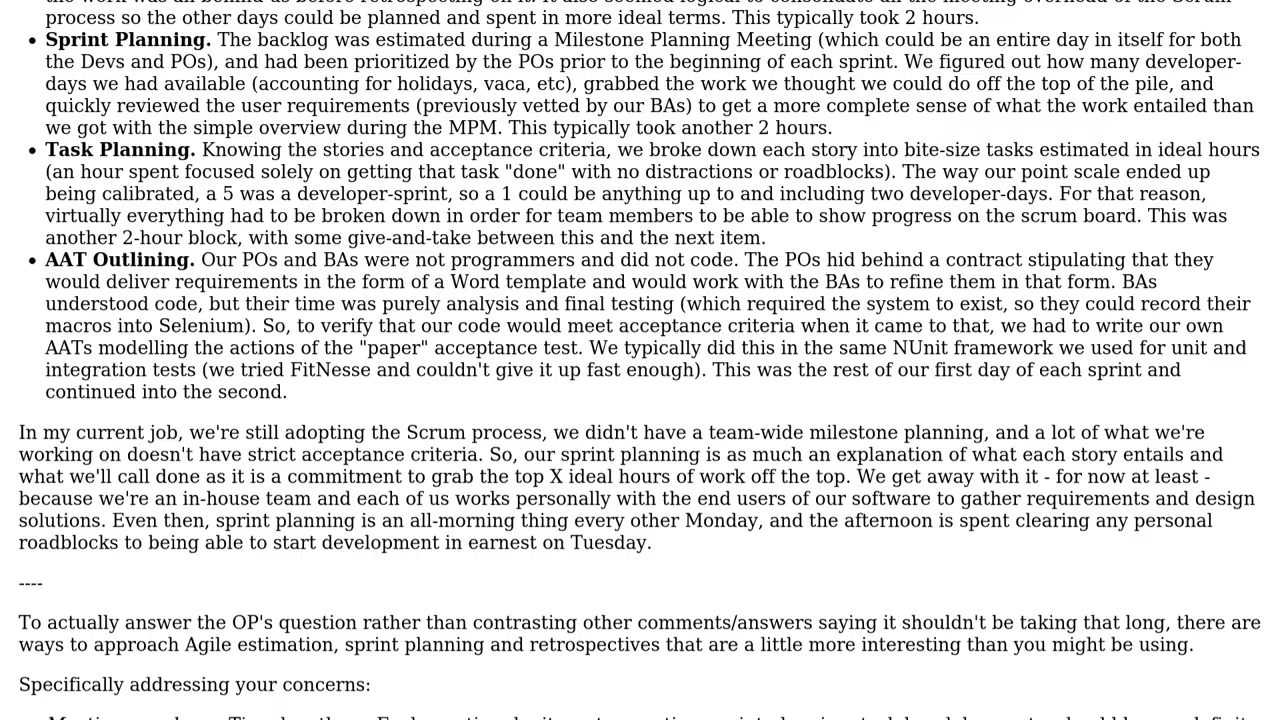 process so the other days could be planned and spent in more ideal terms. This typically took 2 hours.
• Sprint Planning. The backlog was estimated during a Milestone Planning Meeting (which could be an entire day in itself for both
the Devs and POs), and had been prioritized by the POs prior to the beginning of each sprint. We figured out how many developer-
days we had available (accounting for holidays, vaca, etc), grabbed the work we thought we could do off the top of the pile, and
quickly reviewed the user requirements (previously vetted by our BAs) to get a more complete sense of what the work entailed than
we got with the simple overview during the MPM. This typically took another 2 hours.
• Task Planning. Knowing the stories and acceptance criteria, we broke down each story into bite-size tasks estimated in ideal hours
(an hour spent focused solely on getting that task "done" with no distractions or roadblocks). The way our point scale ended up
being calibrated, a 5 was a developer-sprint, so a 1 could be anything up to and including two developer-days. For that reason,
virtually everything had to be broken down in order for team members to be able to show progress on the scrum board. This was
another 2-hour block, with some give-and-take between this and the next item.
• AAT Outlining. Our POs and BAs were not programmers and did not code. The POs hid behind a contract stipulating that they
would deliver requirements in the form of a Word template and would work with the BAs to refine them in that form. BAs
understood code, but their time was purely analysis and final testing (which required the system to exist, so they could record their
macros into Selenium). So, to verify that our code would meet acceptance criteria when it came to that, we had to write our own
AATs modelling the actions of the "paper" acceptance test. We typically did this in the same NUnit framework we used for unit and
integration tests (we tried FitNesse and couldn't give it up fast enough). This was the rest of our first day of each sprint and
continued into the second.
In my current job, we're still adopting the Scrum process, we didn't have a team-wide milestone planning, and a lot of what we're
working on doesn't have strict acceptance criteria. So, our sprint planning is as much an explanation of what each story entails and
what we'll call done as it is a commitment to grab the top X ideal hours of work off the top. We get away with it - for now at least -
because we're an in-house team and each of us works personally with the end users of our software to gather requirements and design
solutions. Even then, sprint planning is an all-morning thing every other Monday, and the afternoon is spent clearing any personal
roadblocks to being able to start development in earnest on Tuesday.
----
To actually answer the OP's question rather than contrasting other comments/answers saying it shouldn't be taking that long, there are
ways to approach Agile estimation, sprint planning and retrospectives that are a little more interesting than you might be using.
Specifically addressing your concerns: